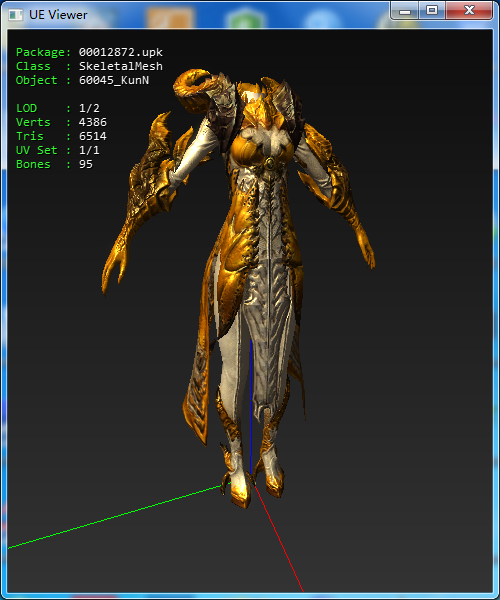 UE Viewer
Package: 00012872.upk
Class : SkeletalMesh
Object : 60045_KunN
LOD : 1/2
Verts : 4386
Tris : 6514
UV Set : 1/1
Bones : 95